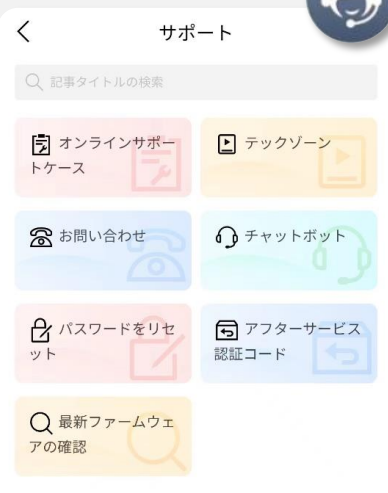 サポート
記事タイトルの検索
オンラインサポー
トケース
テックゾーン
お問い合わせ
チャットボット
パスワードをリセ
ット
アフターサービス
認証コード
最新ファームウェ
アの確認